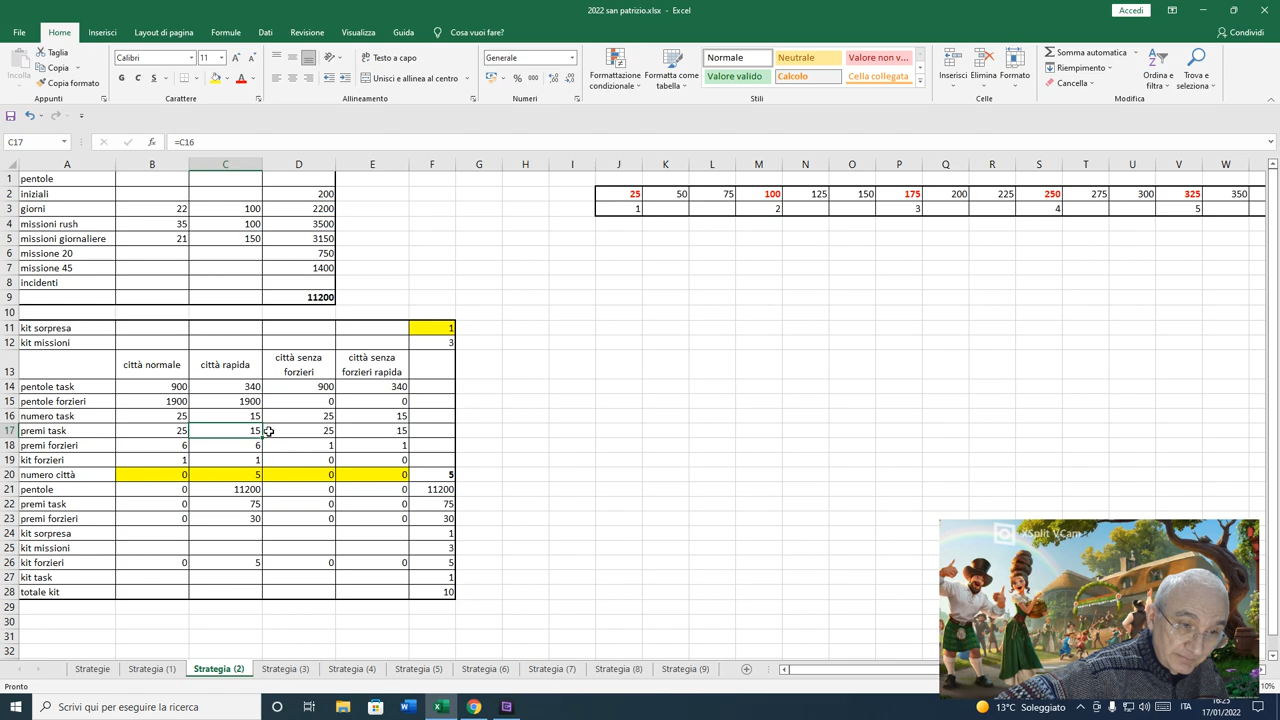 2022 san patrizio.xlsx - Excel
Accedi
File Home Inserisci Layout di pagina Formule Dati Revisione Visualizza Guida Cosa vuoi fare? Condividi
Incolla
Taglia
Copia
Copia formato
Appunti
Calibri 11
G C S
Carattere
Testo a capo
Unisci e allinea al centro
Allineamento
Generale
% 000
Numeri
Formattazione condizionale
Formatta come tabella
Normale Neutrale Valore non v...
Valore valido Calcolo Cella collegata
Stili
Inserisci Elimina Formato
Celle
Somma automatica
Riempimento
Cancella
Ordina e filtra
Trova e seleziona
Modifica
C17 =C16
A B C D E F G H I J K L M N O P Q R S T U V W
1 pentole
2 iniziali 200 25 50 75 100 125 150 175 200 225 250 275 300 325 350
3 giorni 22 100 2200 1 2 3 4 5
4 missioni rush 35 100 3500
5 missioni giornaliere 21 150 3150
6 missione 20 750
7 missione 45 1400
8 incidenti
9 11200
10
11 kit sorpresa 1
12 kit missioni 3
13 città normale città rapida città senza forzieri città senza forzieri rapida
14 pentole task 900 340 900 340
15 pentole forzieri 1900 1900 0 0
16 numero task 25 15 25 15
17 premi task 25 15 25 15
18 premi forzieri 6 6 1 1
19 kit forzieri 1 1 0 0
20 numero città 0 5 0 0 5
21 pentole 0 11200 0 0 11200
22 premi task 0 75 0 0 75
23 premi forzieri 0 30 0 0 30
24 kit sorpresa 1
25 kit missioni 3
26 kit forzieri 0 5 0 0 5
27 kit task 1
28 totale kit 10
29
30
31
32
XSplit VCam
Strategie Strategia (1) Strategia (2) Strategia (3) Strategia (4) Strategia (5) Strategia (6) Strategia (7) Strategia (8) Strategia (9)
Pronto
10%
Scrivi qui per eseguire la ricerca
13°C Soleggiato
ITA
16:25
17/01/2022